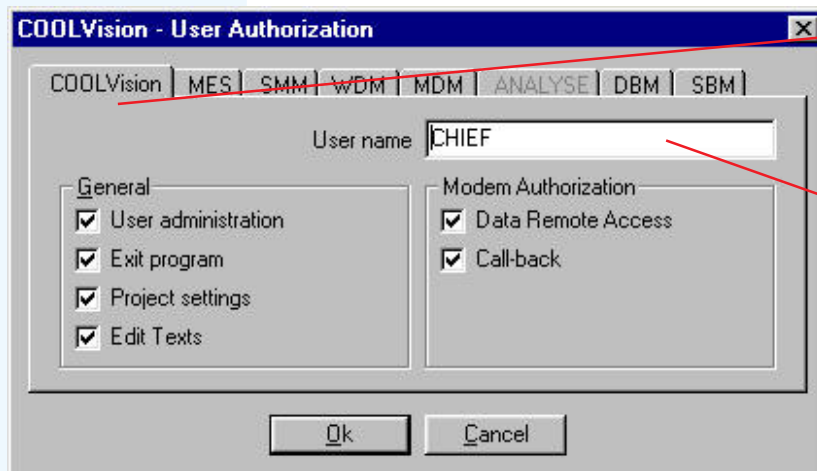 COOLVision - User Authorization
COOLVision MES SMM WDM MDM ANALYSE DBM SBM
User name CHIEF
General Modem Authorization
User administration Data Remote Access
Exit program Call-back
Project settings
Edit Texts
Ok Cancel